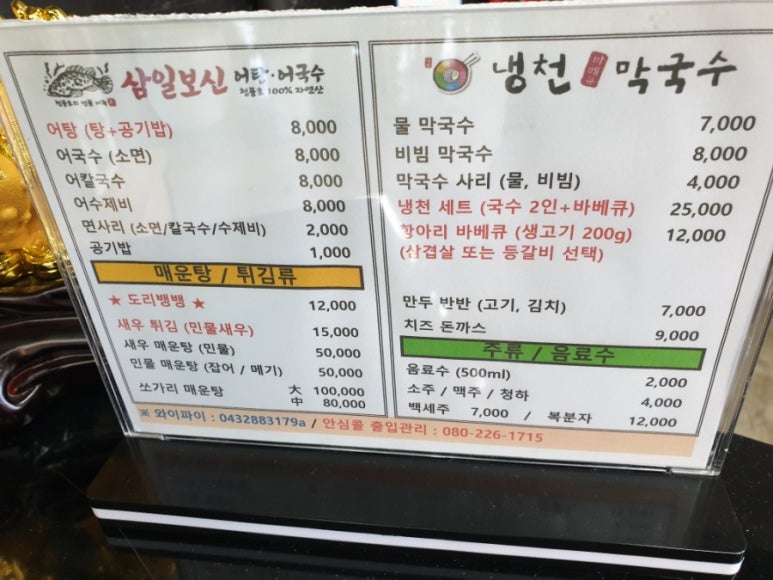 삼일보신 어탕·어국수
청풍호 100% 자연산
어탕 (탕+공기밥) 8,000
어국수 (소면) 8,000
어칼국수 8,000
어수제비 8,000
면사리 (소면/칼국수/수제비) 2,000
공기밥 1,000
매운탕 / 튀김류
★ 도리뱅뱅 ★ 12,000
새우 튀김 (민물새우) 15,000
새우 매운탕 (민물) 50,000
민물 매운탕 (잡어 / 메기) 50,000
쏘가리 매운탕 大 100,000
中 80,000
냉천 바베큐 막국수
물 막국수 7,000
비빔 막국수 8,000
막국수 사리 (물, 비빔) 4,000
냉천 세트 (국수 2인+바베큐) 25,000
항아리 바베큐 (생고기 200g) 12,000
(삼겹살 또는 등갈비 선택)
만두 반반 (고기, 김치) 7,000
치즈 돈까스 9,000
주류 / 음료수
음료수 (500ml) 2,000
소주 / 맥주 / 청하 4,000
백세주 7,000 / 복분자 12,000
※ 와이파이 : 0432883179a / 안심콜 출입관리 : 080-226-1715